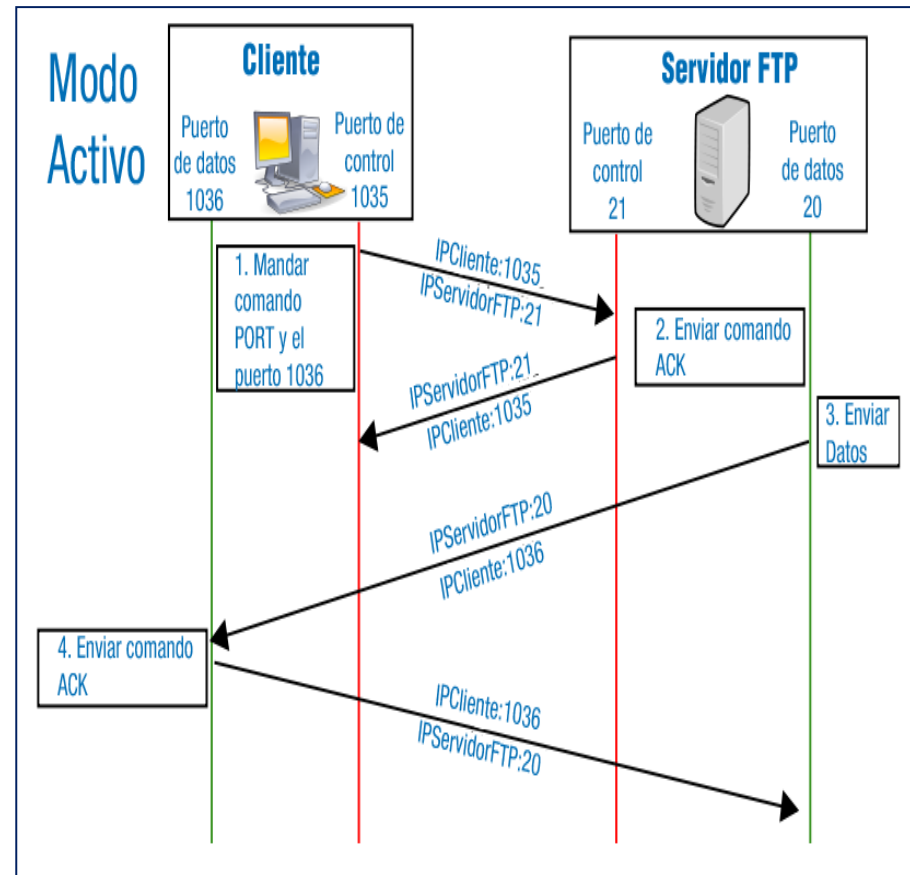 Modo
Activo
Cliente
Puerto
de datos
1036
Puerto de
control
1035
Servidor FTP
Puerto de
control
21
Puerto
de datos
20
1. Mandar
comando
PORT y el
puerto 1036
IPCliente:1035_
IPServidorFTP:21
2. Enviar comando
ACK
IPServidorFTP:21_
IPCliente:1035
3. Enviar
Datos
IPServidorFTP:20
IPCliente:1036
4. Enviar comando
ACK
IPCliente:1036
IPServidorFTP:20